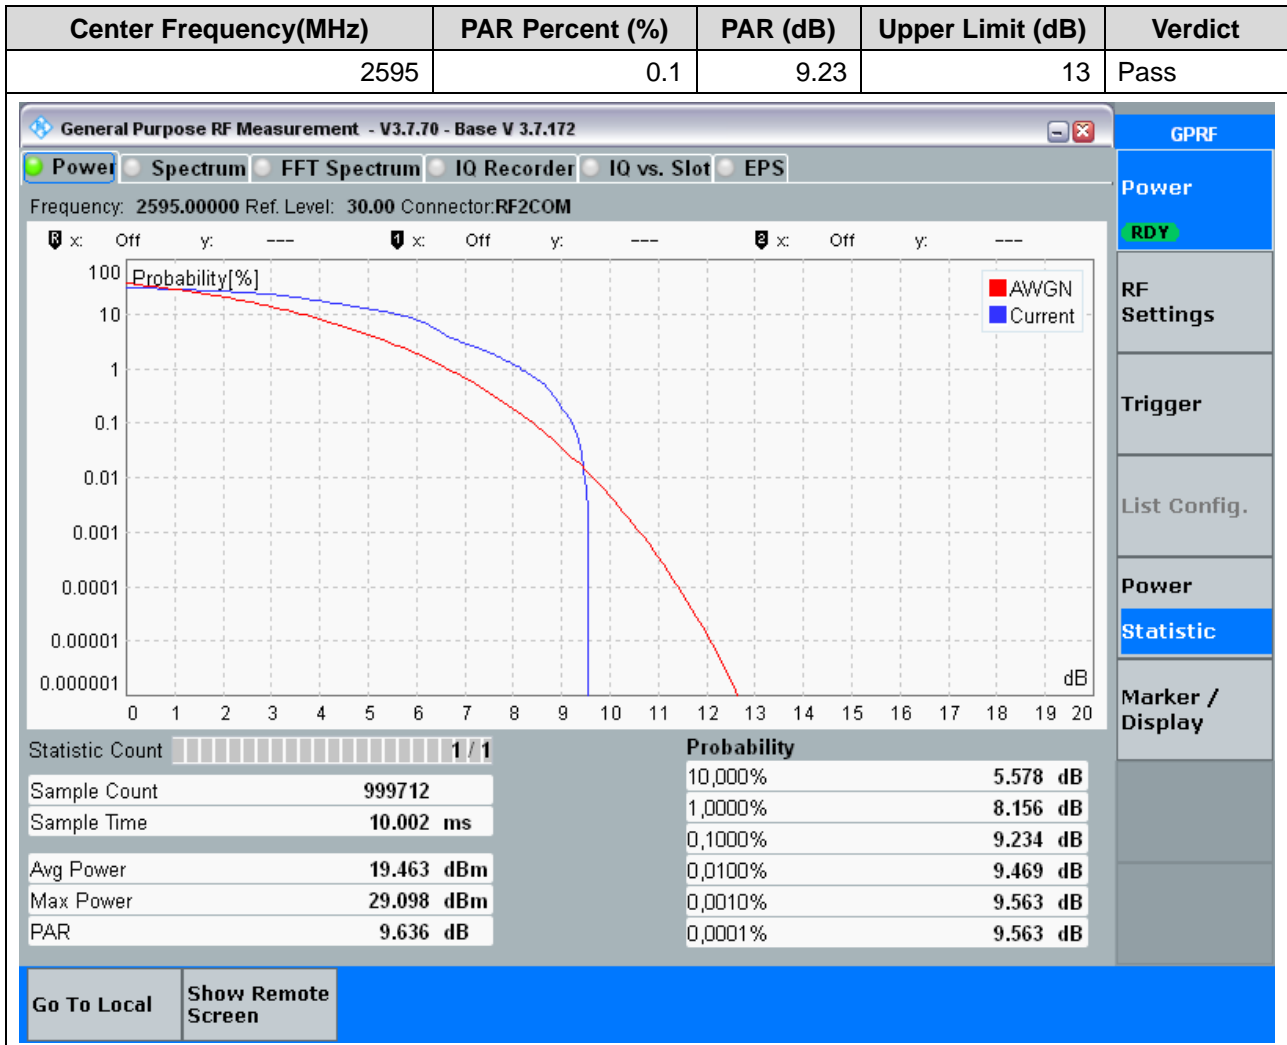 Center Frequency(MHz) PAR Percent (%) PAR (dB) Upper Limit (dB) Verdict
2595 0.1 9.23 13 Pass
General Purpose RF Measurement - V3.7.70 - Base V 3.7.172
GPRF
Power Spectrum FFT Spectrum IQ Recorder IQ vs. Slot EPS
Frequency: 2595.00000 Ref. Level: 30.00 Connector:RF2COM
Power
RDY
R x: Off y: --- 1 x: Off y: --- 2 x: Off y: ---
Probability[%]
AWGN
Current
100
10
1
0.1
0.01
0.001
0.0001
0.00001
0.000001
dB
0 1 2 3 4 5 6 7 8 9 10 11 12 13 14 15 16 17 18 19 20
RF
Settings
Trigger
List Config.
Power
Statistic
Marker /
Display
Statistic Count 1 / 1
Sample Count 999712
Sample Time 10.002 ms
Avg Power 19.463 dBm
Max Power 29.098 dBm
PAR 9.636 dB
Probability
10,000% 5.578 dB
1,0000% 8.156 dB
0,1000% 9.234 dB
0,0100% 9.469 dB
0,0010% 9.563 dB
0,0001% 9.563 dB
Go To Local
Show Remote
Screen